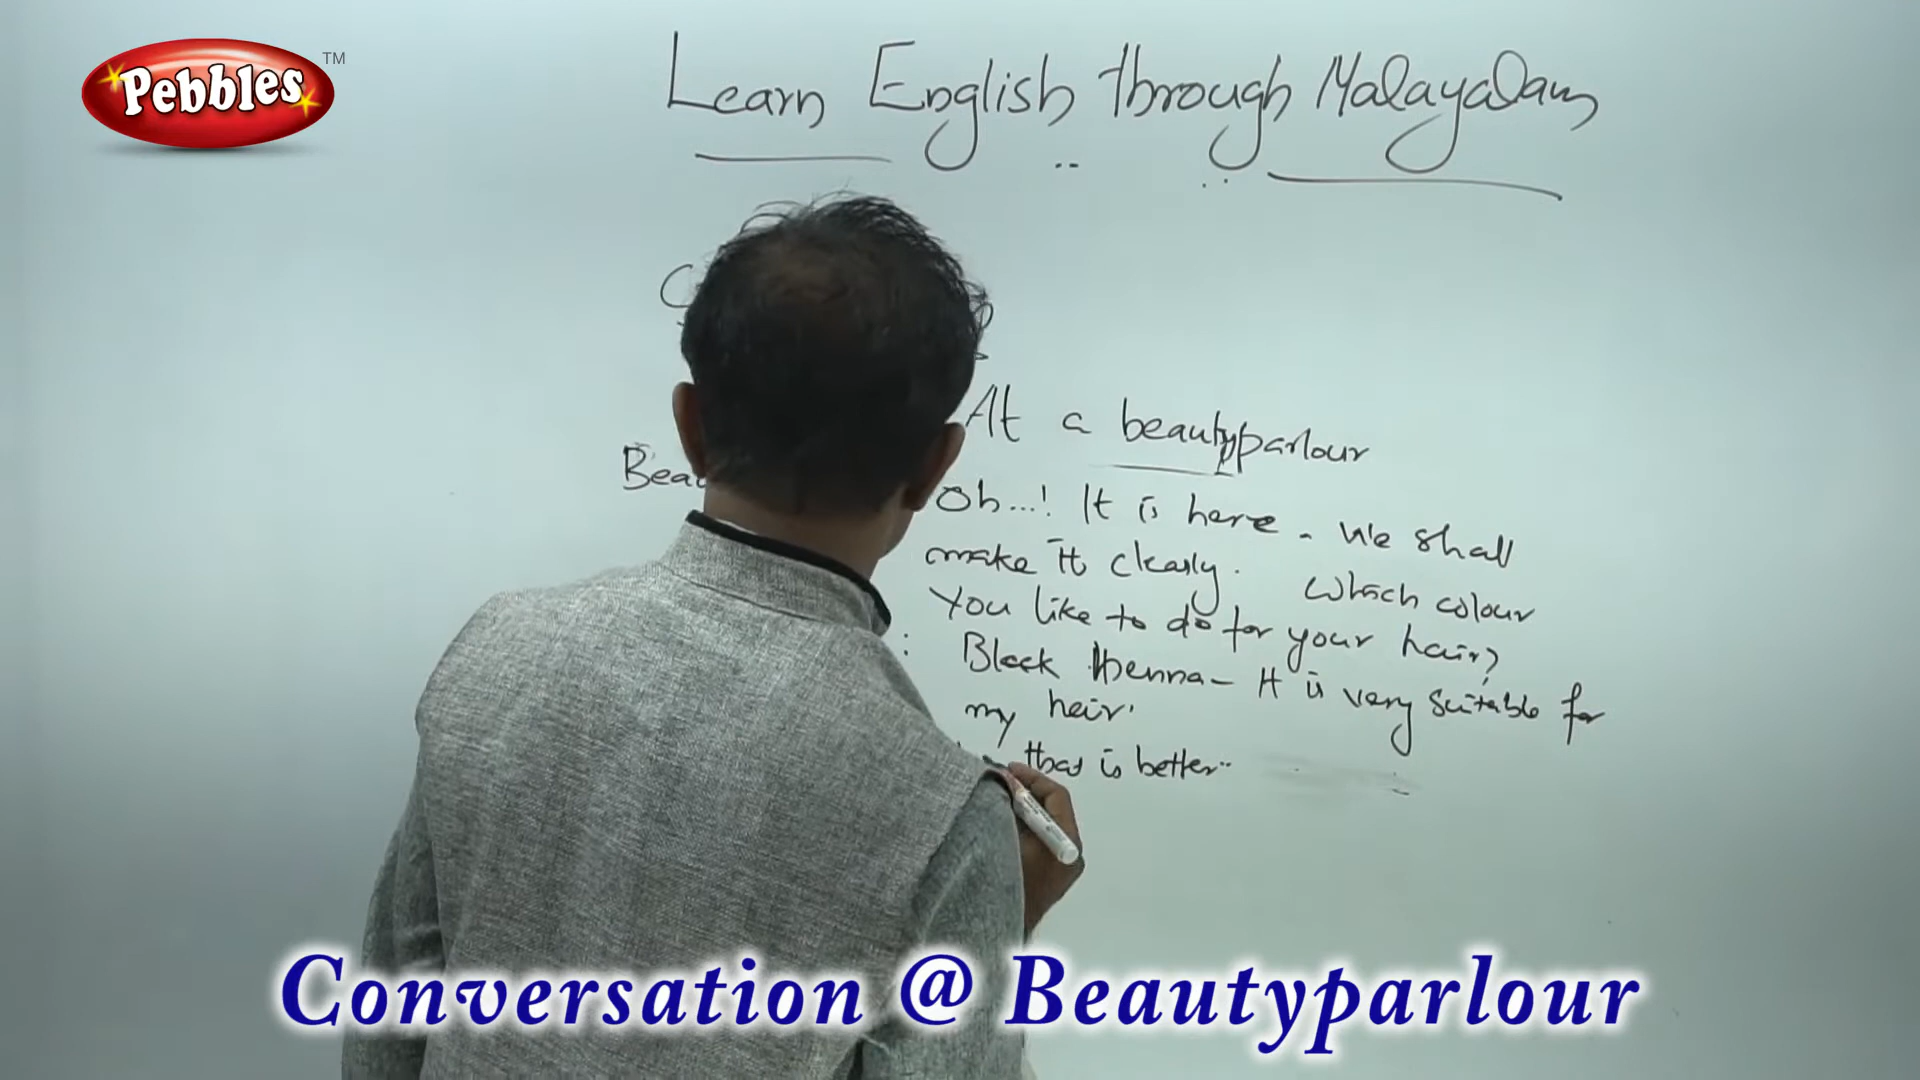 Pebbles TM
Learn English through Malayalam
At a beautyparlour
Oh...! It is here. We shall
make it clearly. Which colour
You like to do for your hair?
: Black Henna - It is very suitable for
my hair.
that is better..
Conversation @ Beautyparlour